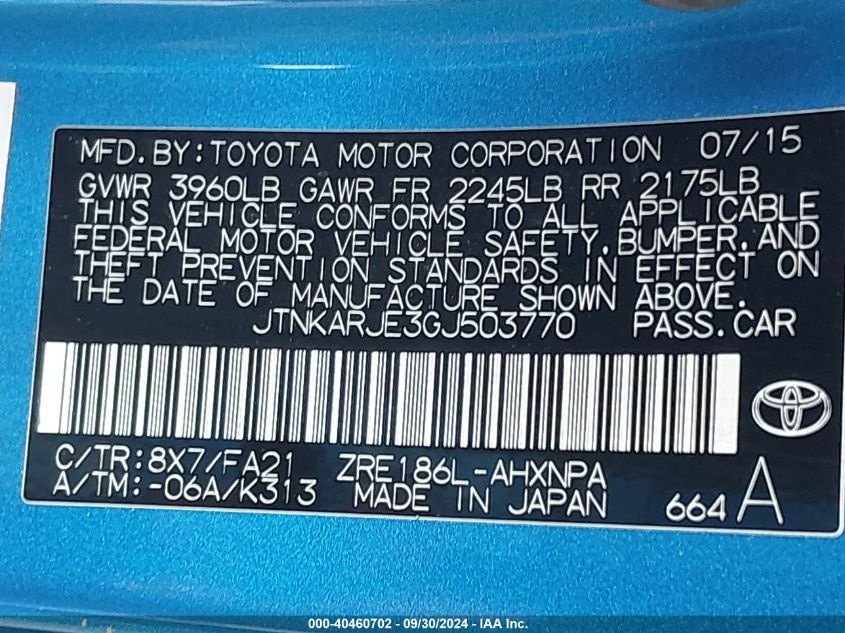 MFD.BY:TOYOTA MOTOR CORPORATION 07/15
GVWR 3960LB GAWR FR 2245LB RR 2175LB
THIS VEHICLE CONFORMS TO ALL APPLICABLE
FEDERAL MOTOR VEHICLE SAFETY,BUMPER,AND
THEFT PREVENTION STANDARDS IN EFFECT ON
THE DATE OF MANUFACTURE SHOWN ABOVE.
JTNKARJE3GJ503770 PASS.CAR
C/TR:8X7/FA21 ZRE186L-AHXNPA
A/TM:-06A/K313 MADE IN JAPAN 664 A
000-40460702 / 09/30/2024 - IAA Inc.